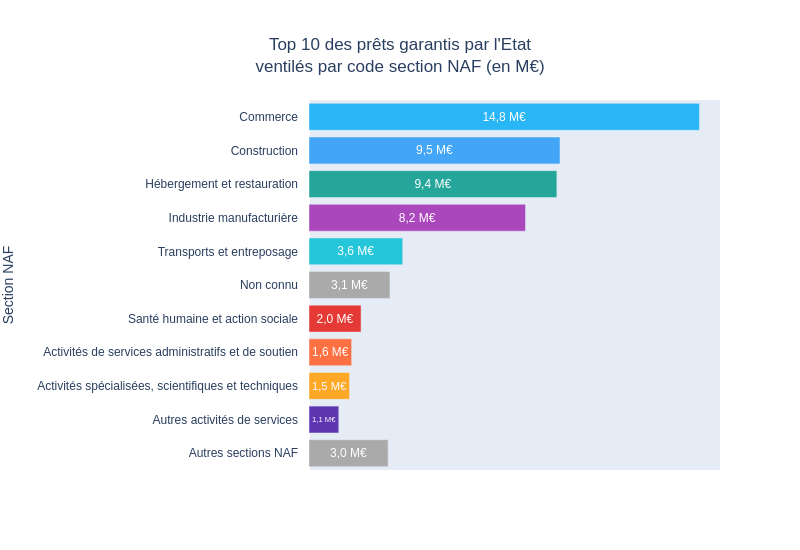 Top 10 des prêts garantis par l'Etat
ventilés par code section NAF (en M€)
Section NAF
Commerce 14,8 M€
Construction 9,5 M€
Hébergement et restauration 9,4 M€
Industrie manufacturière 8,2 M€
Transports et entreposage 3,6 M€
Non connu 3,1 M€
Santé humaine et action sociale 2,0 M€
Activités de services administratifs et de soutien 1,6 M€
Activités spécialisées, scientifiques et techniques 1,5 M€
Autres activités de services 1,1 M€
Autres sections NAF 3,0 M€